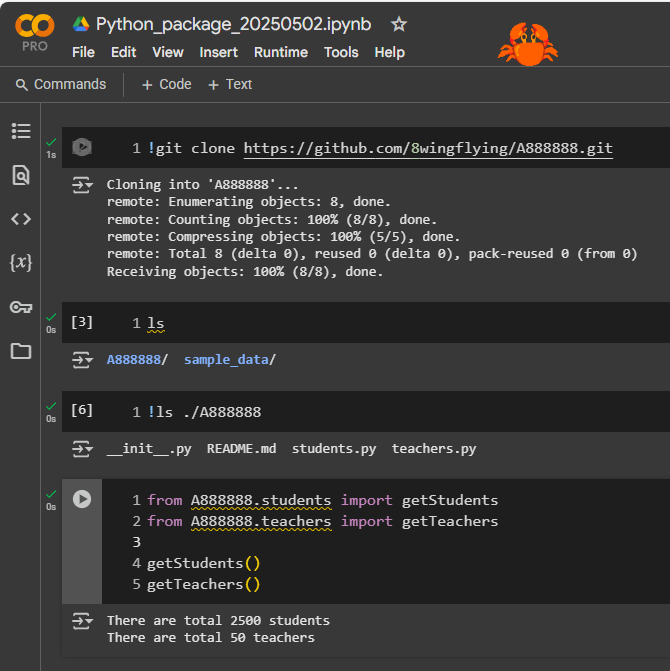 Python_package_20250502.ipynb
PRO
File Edit View Insert Runtime Tools Help
Commands + Code + Text
1s
1 !git clone https://github.com/8wingflying/A888888.git
Cloning into 'A888888'...
remote: Enumerating objects: 8, done.
remote: Counting objects: 100% (8/8), done.
remote: Compressing objects: 100% (5/5), done.
remote: Total 8 (delta 0), reused 0 (delta 0), pack-reused 0 (from 0)
Receiving objects: 100% (8/8), done.
0s
[3] 1 ls
A888888/ sample_data/
0s
[6] 1 !ls ./A888888
__init__.py README.md students.py teachers.py
0s
1 from A888888.students import getStudents
2 from A888888.teachers import getTeachers
3
4 getStudents()
5 getTeachers()
There are total 2500 students
There are total 50 teachers